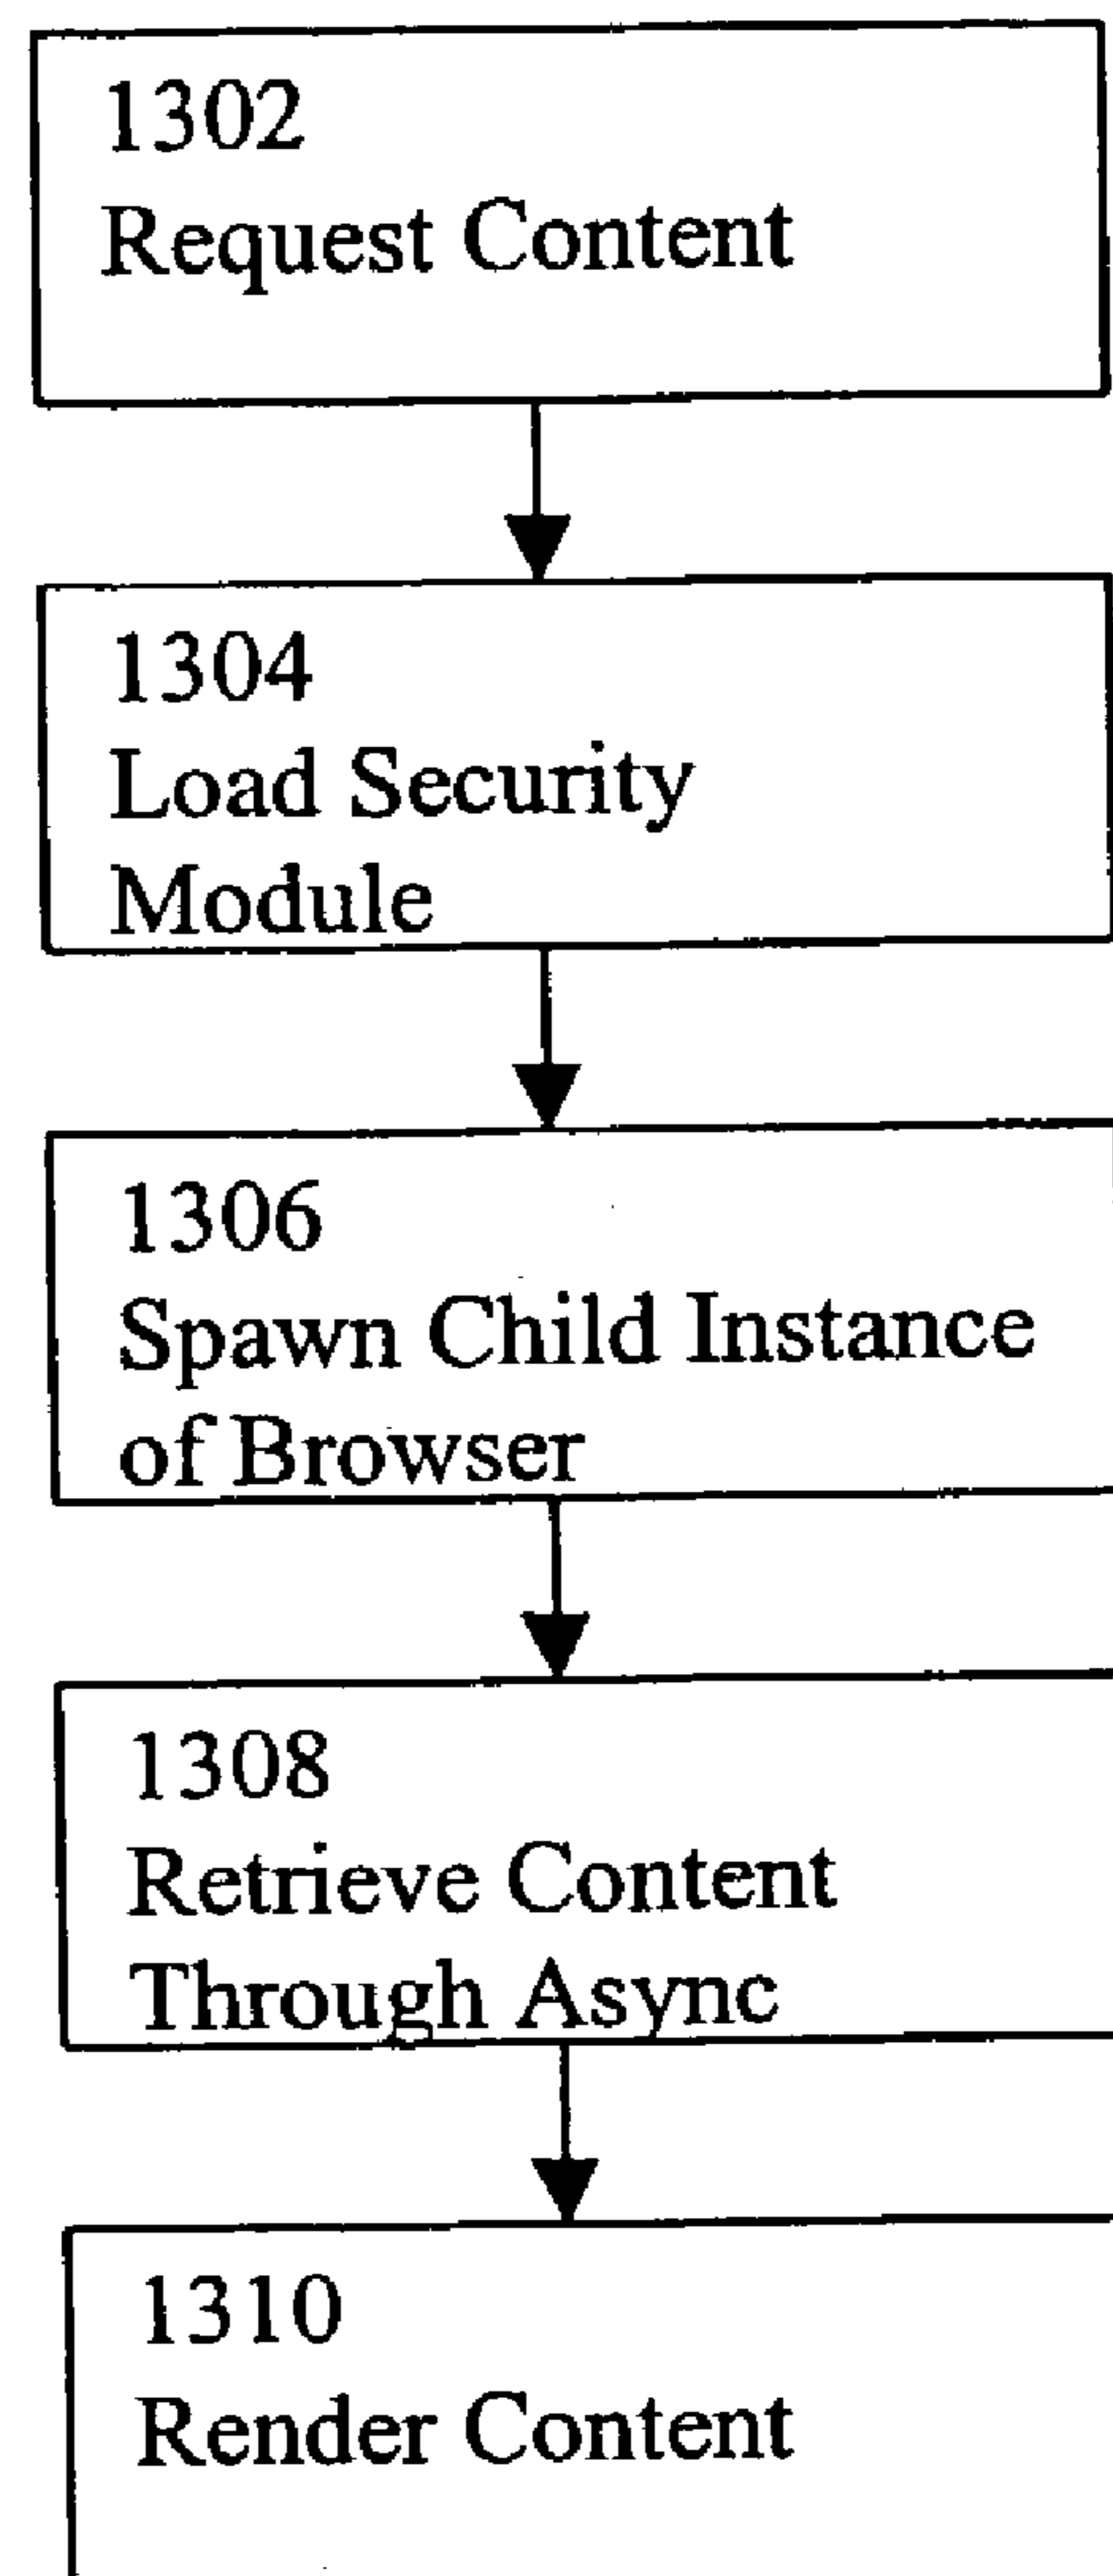 1302
Request Content
1304
Load Security
Module
1306
Spawn Child Instance
of Browser
1308
Retrieve Content
Through Async
1310
Render Content